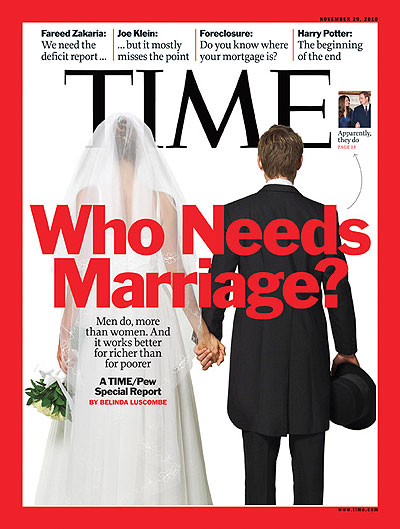 NOVEMBER 29, 2010
Fareed Zakaria:
We need the
deficit report ...
Joe Klein:
... but it mostly
misses the point
Foreclosure:
Do you know where
your mortgage is?
Harry Potter:
The beginning
of the end
TIME
Apparently,
they do
PAGE 18
Who Needs
Marriage?
Men do, more
than women. And
it works better
for richer than
for poorer
A TIME/Pew
Special Report
BY BELINDA LUSCOMBE
www.time.com